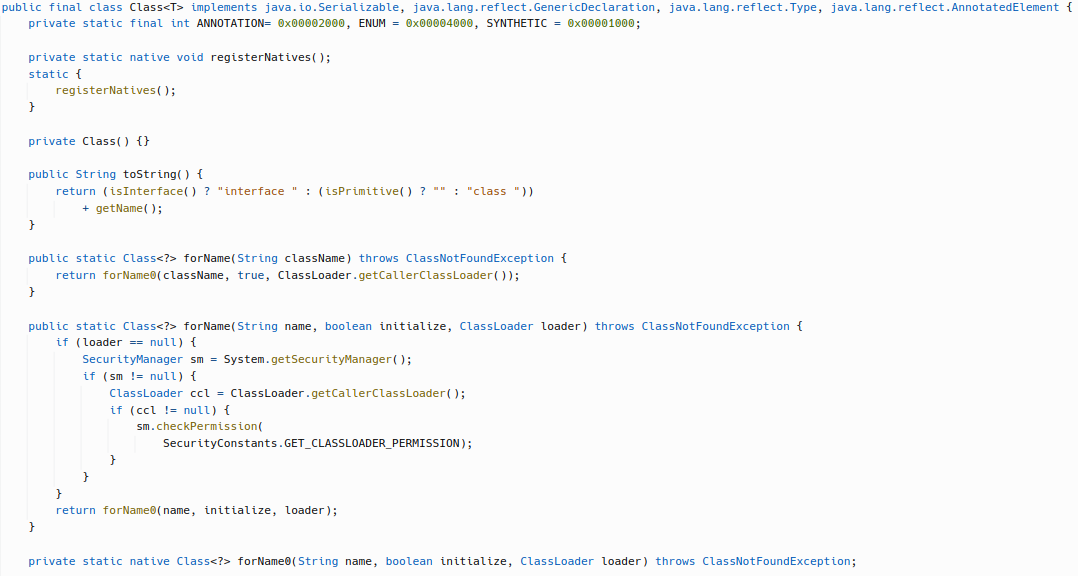 public final class Class<T> implements java.io.Serializable, java.lang.reflect.GenericDeclaration, java.lang.reflect.Type, java.lang.reflect.AnnotatedElement {
    private static final int ANNOTATION= 0x00002000, ENUM = 0x00004000, SYNTHETIC = 0x00001000;

    private static native void registerNatives();
    static {
        registerNatives();
    }

    private Class() {}

    public String toString() {
        return (isInterface() ? "interface " : (isPrimitive() ? "" : "class "))
            + getName();
    }

    public static Class<?> forName(String className) throws ClassNotFoundException {
        return forName0(className, true, ClassLoader.getCallerClassLoader());
    }

    public static Class<?> forName(String name, boolean initialize, ClassLoader loader) throws ClassNotFoundException {
        if (loader == null) {
            SecurityManager sm = System.getSecurityManager();
            if (sm != null) {
                ClassLoader ccl = ClassLoader.getCallerClassLoader();
                if (ccl != null) {
                    sm.checkPermission(
                        SecurityConstants.GET_CLASSLOADER_PERMISSION);
                }
            }
        }
        return forName0(name, initialize, loader);
    }

    private static native Class<?> forName0(String name, boolean initialize, ClassLoader loader) throws ClassNotFoundException;